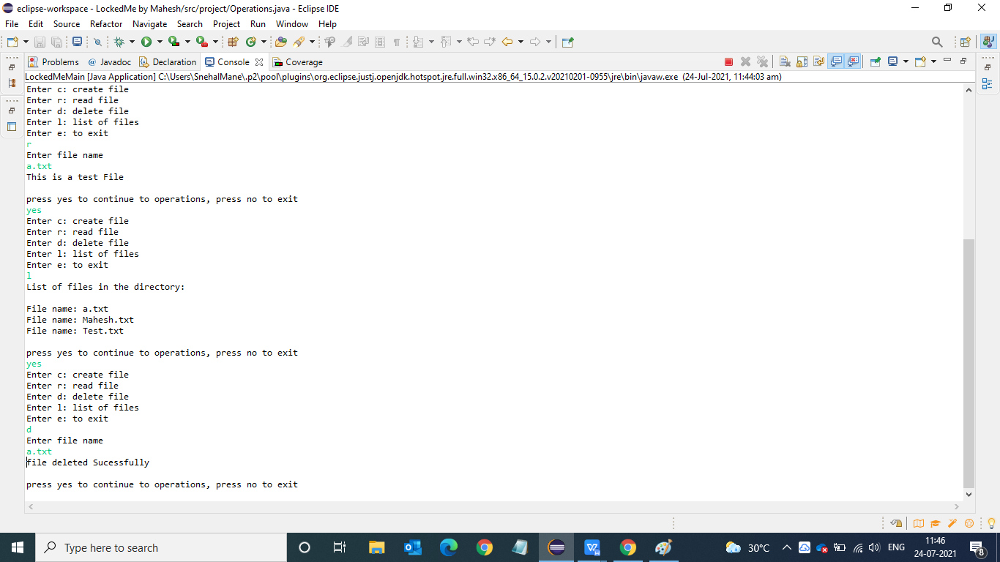 eclipse-workspace - LockedMe by Mahesh/src/project/Operations.java - Eclipse IDE
File Edit Source Refactor Navigate Search Project Run Window Help
Problems @ Javadoc Declaration Console Coverage
LockedMeMain [Java Application] C:\Users\SnehalMane\.p2\pool\plugins\org.eclipse.justj.openjdk.hotspot.jre.full.win32.x86_64_15.0.2.v20210201-0955\jre\bin\javaw.exe (24-Jul-2021, 11:44:03 am)
Enter c: create file
Enter r: read file
Enter d: delete file
Enter l: list of files
Enter e: to exit
r
Enter file name
a.txt
This is a test File
press yes to continue to operations, press no to exit
yes
Enter c: create file
Enter r: read file
Enter d: delete file
Enter l: list of files
Enter e: to exit
l
List of files in the directory:
File name: a.txt
File name: Mahesh.txt
File name: Test.txt
press yes to continue to operations, press no to exit
yes
Enter c: create file
Enter r: read file
Enter d: delete file
Enter l: list of files
Enter e: to exit
d
Enter file name
a.txt
file deleted Sucessfully
press yes to continue to operations, press no to exit
Type here to search
30°C
ENG
11:46
24-07-2021
8